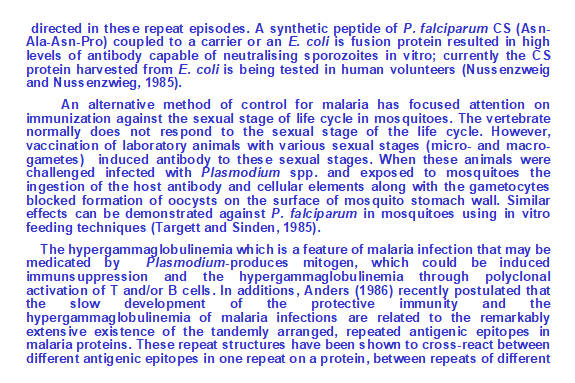 directed in these repeat episodes. A synthetic peptide of P. falciparum CS (Asn-
Ala-Asn-Pro) coupled to a carrier or an E. coli is fusion protein resulted in high
levels of antibody capable of neutralising sporozoites in vitro; currently the CS
protein harvested from E. coli is being tested in human volunteers (Nussenzweig
and Nussenzwieg, 1985).
An alternative method of control for malaria has focused attention on
immunization against the sexual stage of life cycle in mosquitoes. The vertebrate
normally does not respond to the sexual stage of the life cycle. However,
vaccination of laboratory animals with various sexual stages (micro- and macro-
gametes) induced antibody to these sexual stages. When these animals were
challenged infected with Plasmodium spp. and exposed to mosquitoes the
ingestion of the host antibody and cellular elements along with the gametocytes
blocked formation of oocysts on the surface of mosquito stomach wall. Similar
effects can be demonstrated against P. falciparum in mosquitoes using in vitro
feeding techniques (Targett and Sinden, 1985).
The hypergammaglobulinemia which is a feature of malaria infection that may be
medicated by Plasmodium-produces mitogen, which could be induced
immunsuppression and the hypergammaglobulinemia through polyclonal
activation of T and/or B cells. In additions, Anders (1986) recently postulated that
the slow development of the protective immunity and the
hypergammaglobulinemia of malaria infections are related to the remarkably
extensive existence of the tandemly arranged, repeated antigenic epitopes in
malaria proteins. These repeat structures have been shown to cross-react between
different antigenic epitopes in one repeat on a protein, between repeats of different